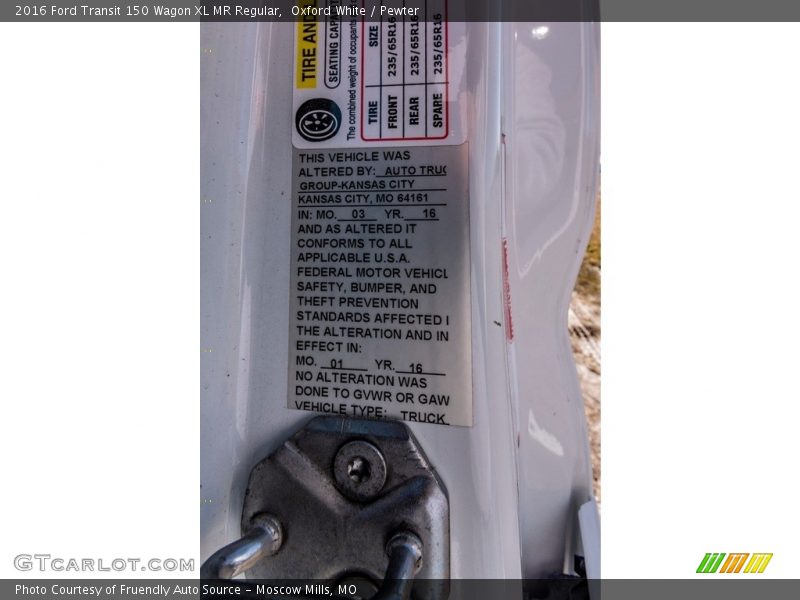 2016 Ford Transit 150 Wagon XL MR Regular,  Oxford White / Pewter
TIRE AND
SEATING CAPA
The combined weight of occupants
TIRE SIZE
FRONT 235/65R16
REAR 235/65R16
SPARE 235/65R16
THIS VEHICLE WAS
ALTERED BY: AUTO TRUC
GROUP-KANSAS CITY
KANSAS CITY, MO 64161
IN: MO. 03 YR. 16
AND AS ALTERED IT
CONFORMS TO ALL
APPLICABLE U.S.A.
FEDERAL MOTOR VEHICL
SAFETY, BUMPER, AND
THEFT PREVENTION
STANDARDS AFFECTED I
THE ALTERATION AND IN
EFFECT IN:
MO. 01 YR. 16
NO ALTERATION WAS
DONE TO GVWR OR GAW
VEHICLE TYPE: TRUCK
GTCarLot.com
Photo Courtesy of Fruendly Auto Source - Moscow Mills, MO